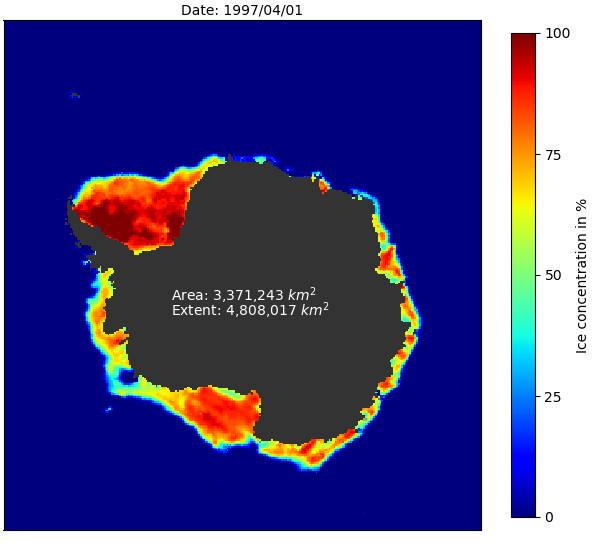 Date: 1997/04/01
100
75
50
25
0
Ice concentration in %
Area: 3,371,243 km²
Extent: 4,808,017 km²